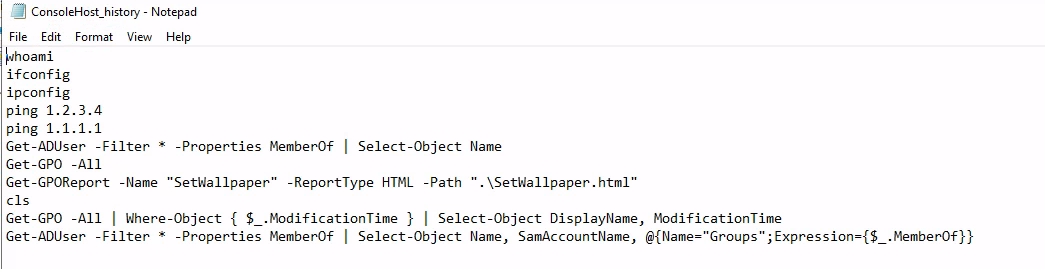 ConsoleHost_history - Notepad
File Edit Format View Help
whoami
ifconfig
ipconfig
ping 1.2.3.4
ping 1.1.1.1
Get-ADUser -Filter * -Properties MemberOf | Select-Object Name
Get-GPO -All
Get-GPOReport -Name "SetWallpaper" -ReportType HTML -Path ".\SetWallpaper.html"
cls
Get-GPO -All | Where-Object { $_.ModificationTime } | Select-Object DisplayName, ModificationTime
Get-ADUser -Filter * -Properties MemberOf | Select-Object Name, SamAccountName, @{Name="Groups";Expression={$_.MemberOf}}